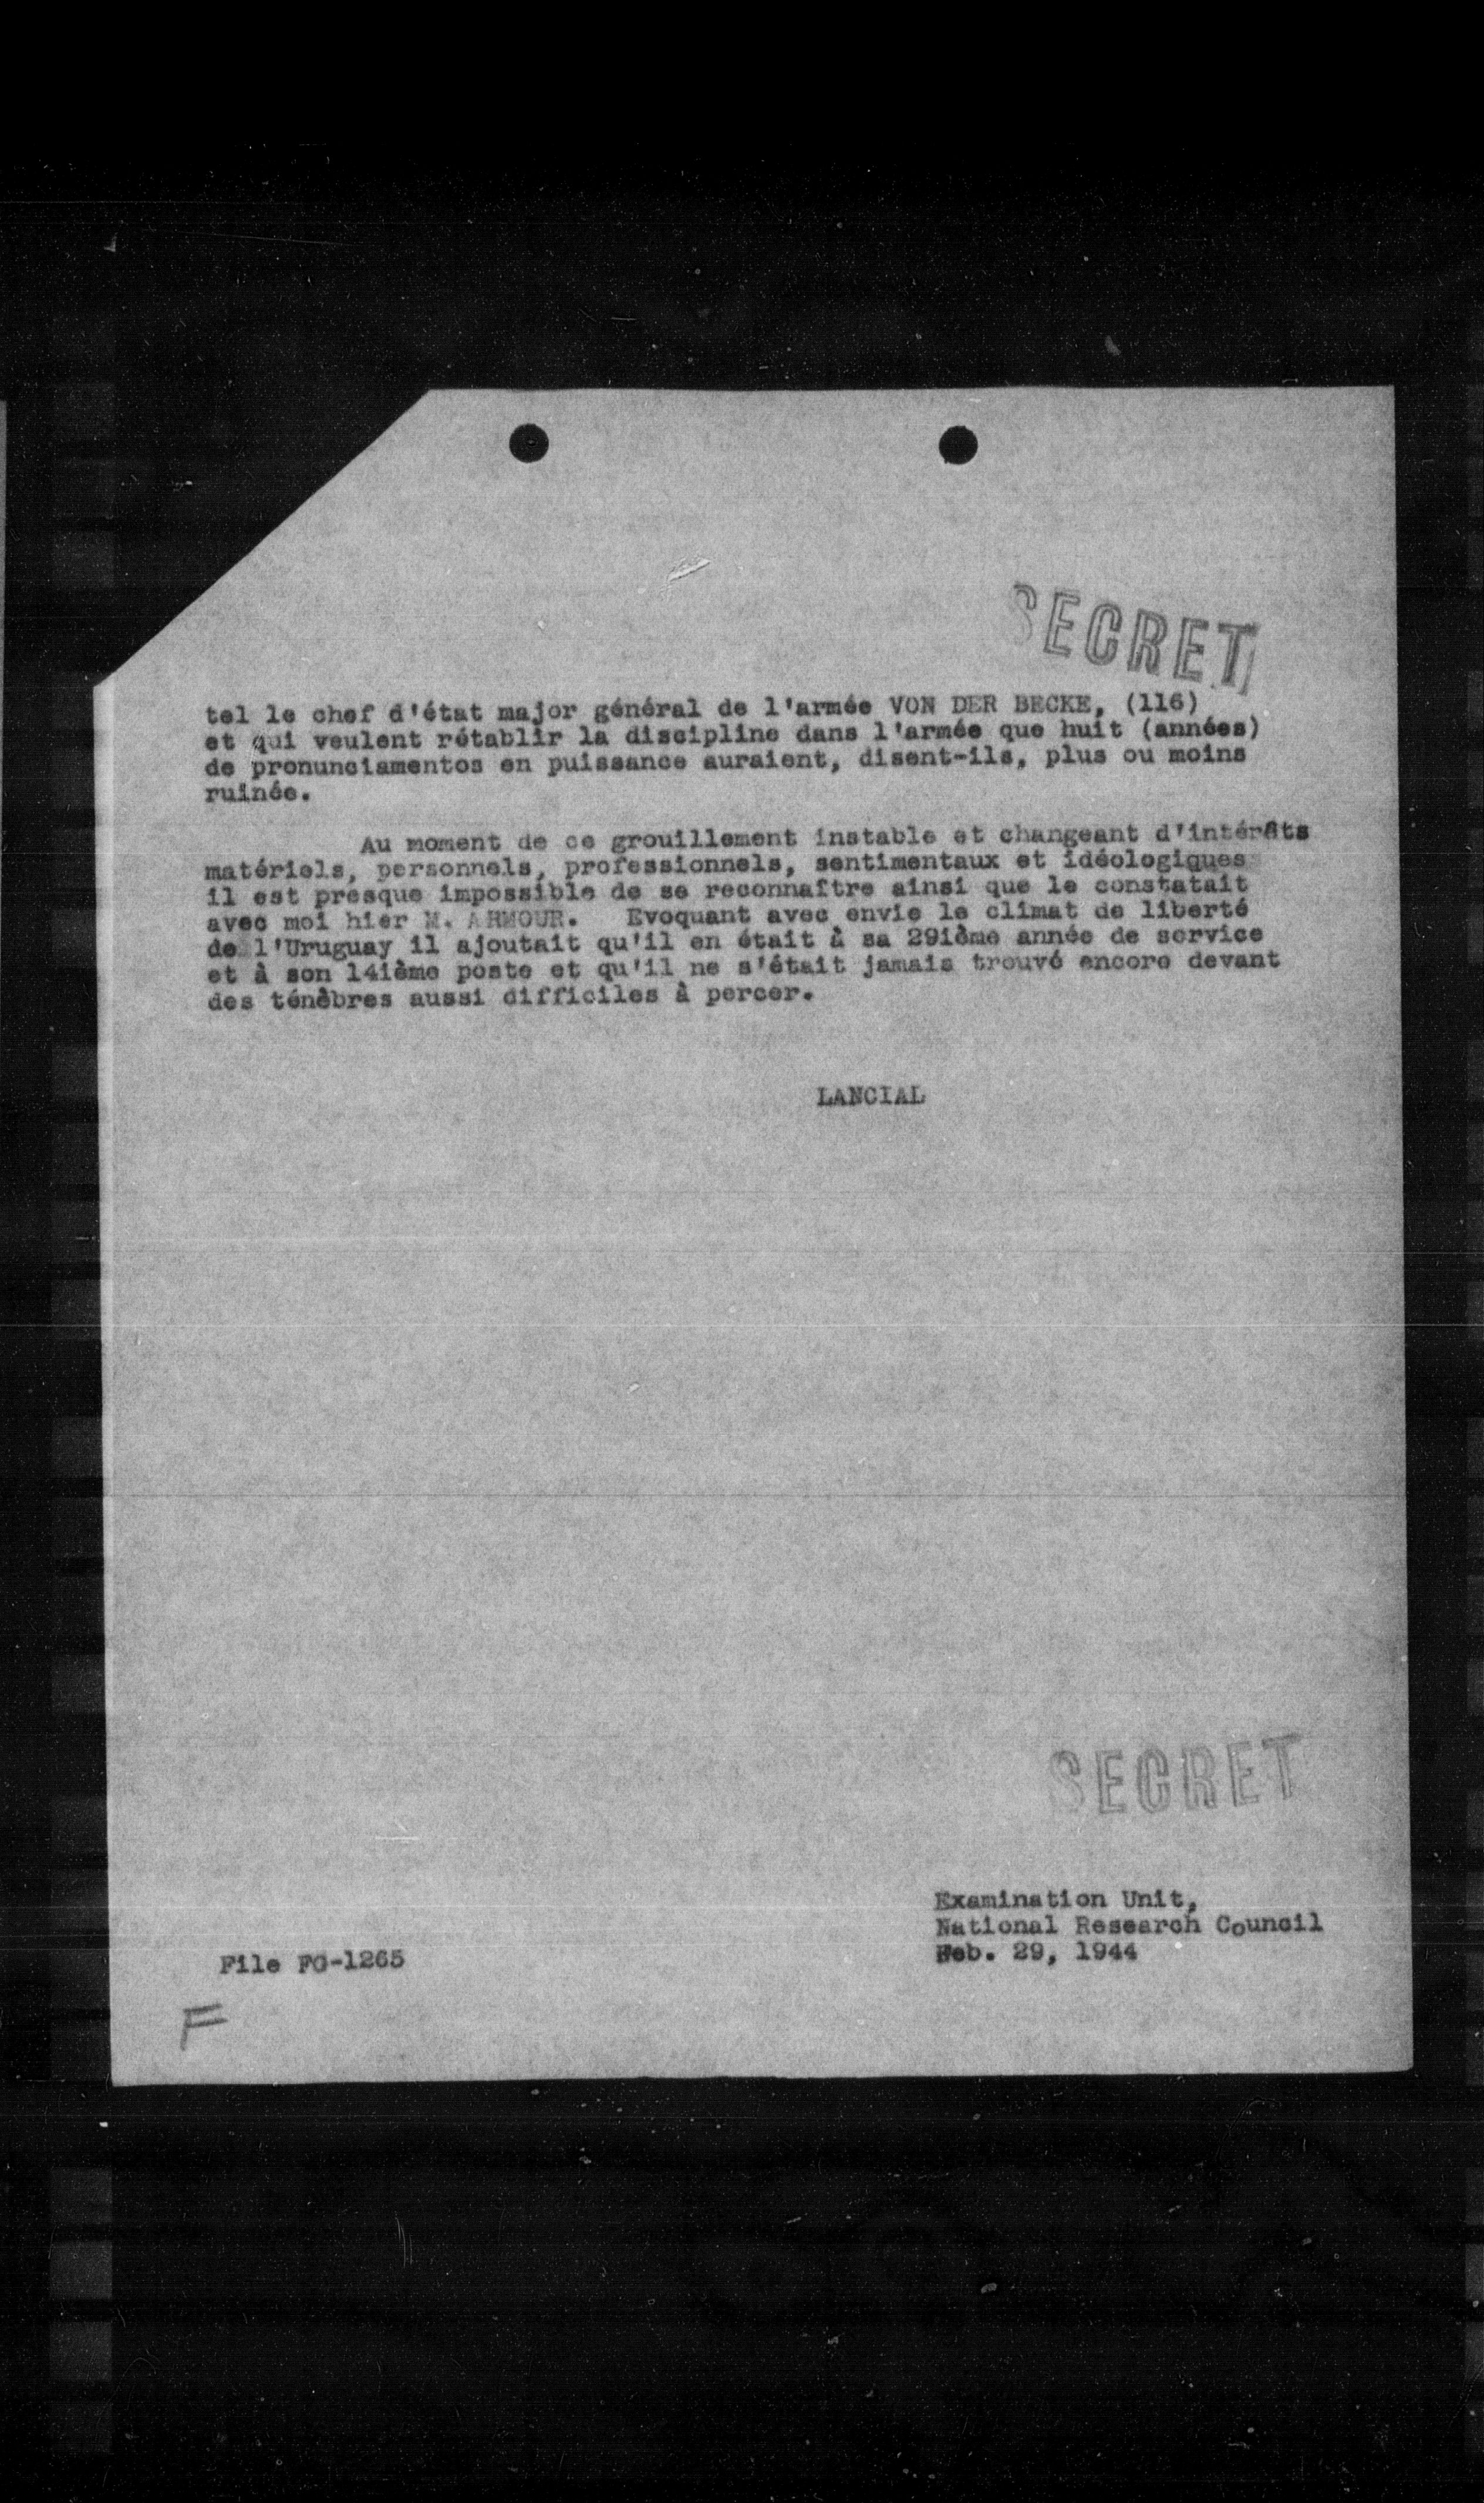 SECRET
tel le chef d'état major général de l'armée VON DER BECKE, (116)
et qui veulent rétablir la discipline dans l'armée que huit (années)
de pronunciamentos en puissance auraient, disent-ils, plus ou moins
ruinée.
Au moment de ce grouillement instable et changeant d'intérêts
matériels, personnels, professionnels, sentimentaux et idéologiques
il est presque impossible de se reconnaître ainsi que le constatait
avec moi hier M. ARMOUR. Evoquant avec envie le climat de liberté
de l'Uruguay il ajoutait qu'il en était à sa 29ième année de service
et à son 14ième poste et qu'il ne s'était jamais trouvé encore devant
des ténèbres aussi difficiles à percer.
LANCIAL
SECRET
Examination Unit,
National Research Council
Feb. 29, 1944
File FG-1265
F